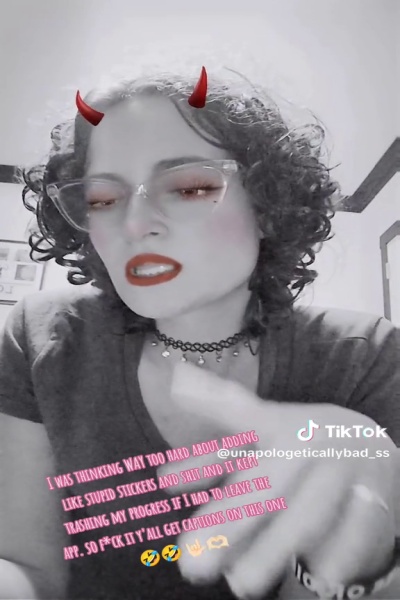 TikTok
@unapologeticallybad_ss
I was thinking Way too hard about adding
like stupid stickers and shit and it kept
trashing my progress if I had to leave the
app. so f*ck it y'all get captions on this one
🤣🤣🤟🏻🫶🏻